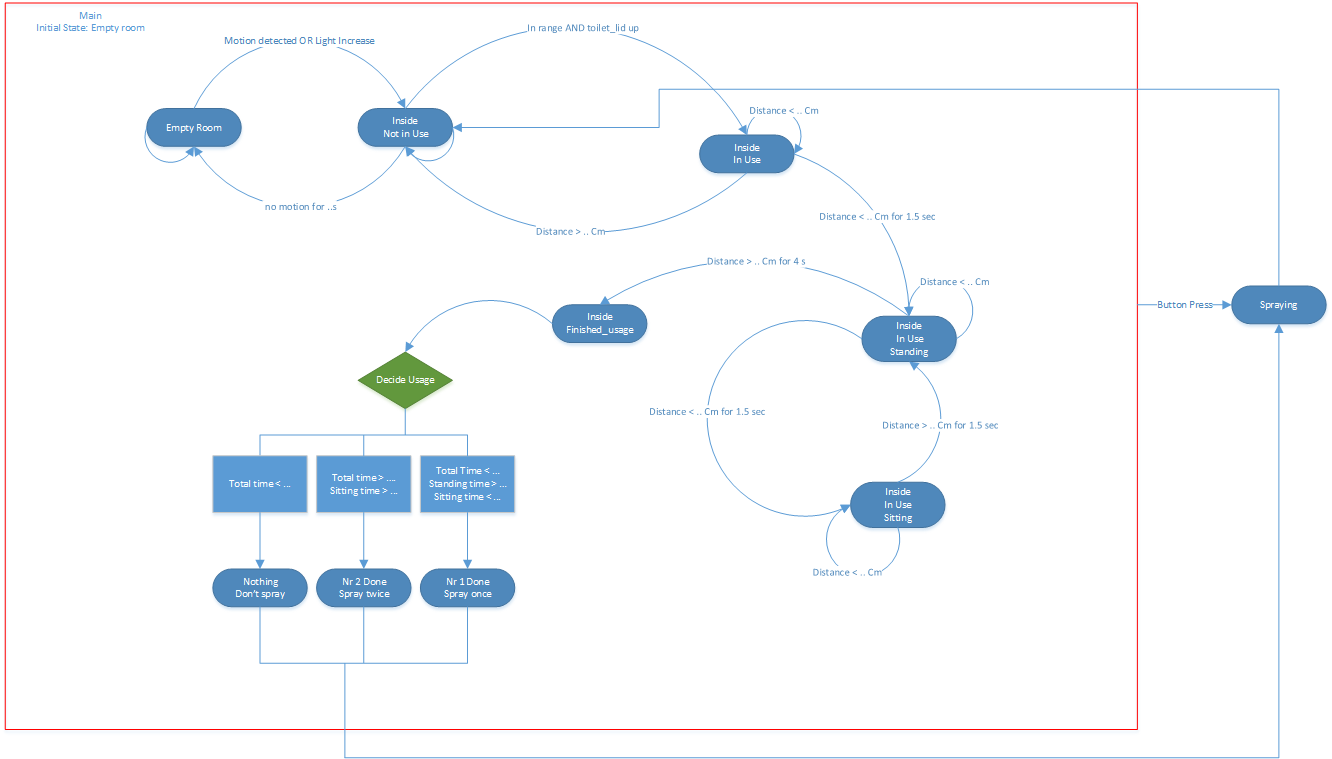 Main
Initial State: Empty room
In range AND toilet_lid up
Motion detected OR Light Increase
Distance < .. Cm
Empty Room
Inside
Not in Use
Inside
In Use
no motion for ..s
Distance < .. Cm for 1.5 sec
Distance > .. Cm
Distance > .. Cm for 4 s
Distance < .. Cm
Inside
Finished_usage
Inside
In Use
Standing
Button Press
Spraying
Decide Usage
Distance < .. Cm for 1.5 sec
Distance > .. Cm for 1.5 sec
Total time < ...
Total time > ....
Sitting time > ...
Total Time < ...
Standing time > ...
Sitting time < ...
Inside
In Use
Sitting
Distance < .. Cm
Nothing
Don't spray
Nr 2 Done
Spray twice
Nr 1 Done
Spray once